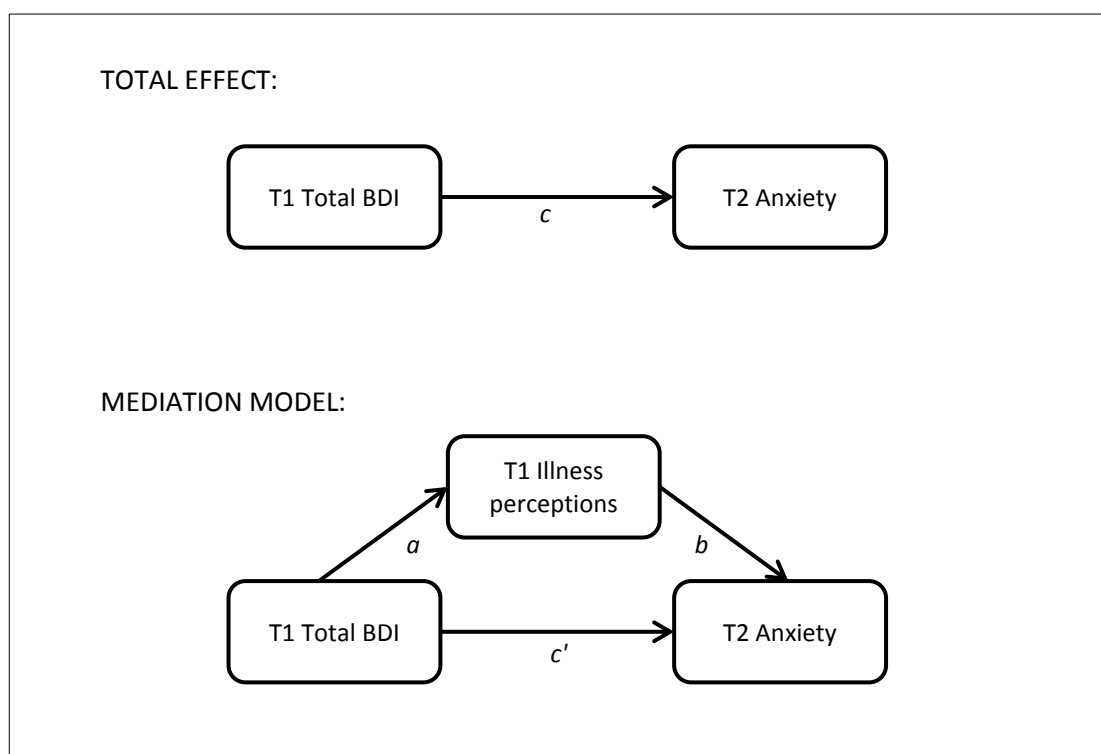 TOTAL EFFECT:
T1 Total BDI
T2 Anxiety
c
MEDIATION MODEL:
T1 Illness
perceptions
a
b
T1 Total BDI
T2 Anxiety
c'